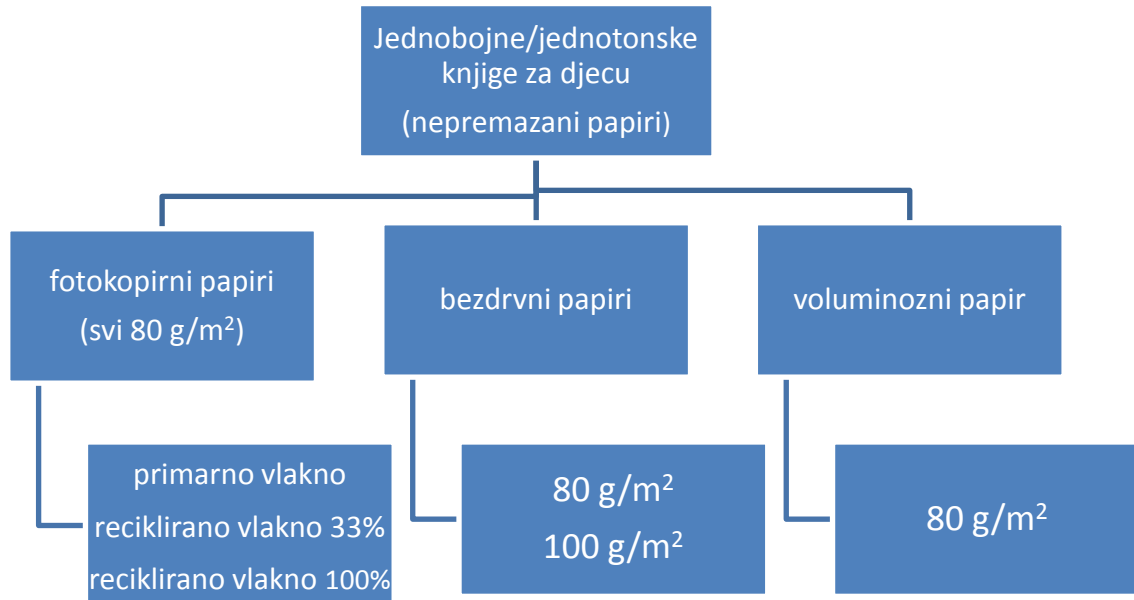 Jednobojne/jednotonske
knjige za djecu
(nepremazani papiri)
fotokopirni papiri
(svi 80 g/m²)
bezdrvni papiri
voluminozni papir
primarno vlakno
reciklirano vlakno 33%
reciklirano vlakno 100%
80 g/m²
100 g/m²
80 g/m²